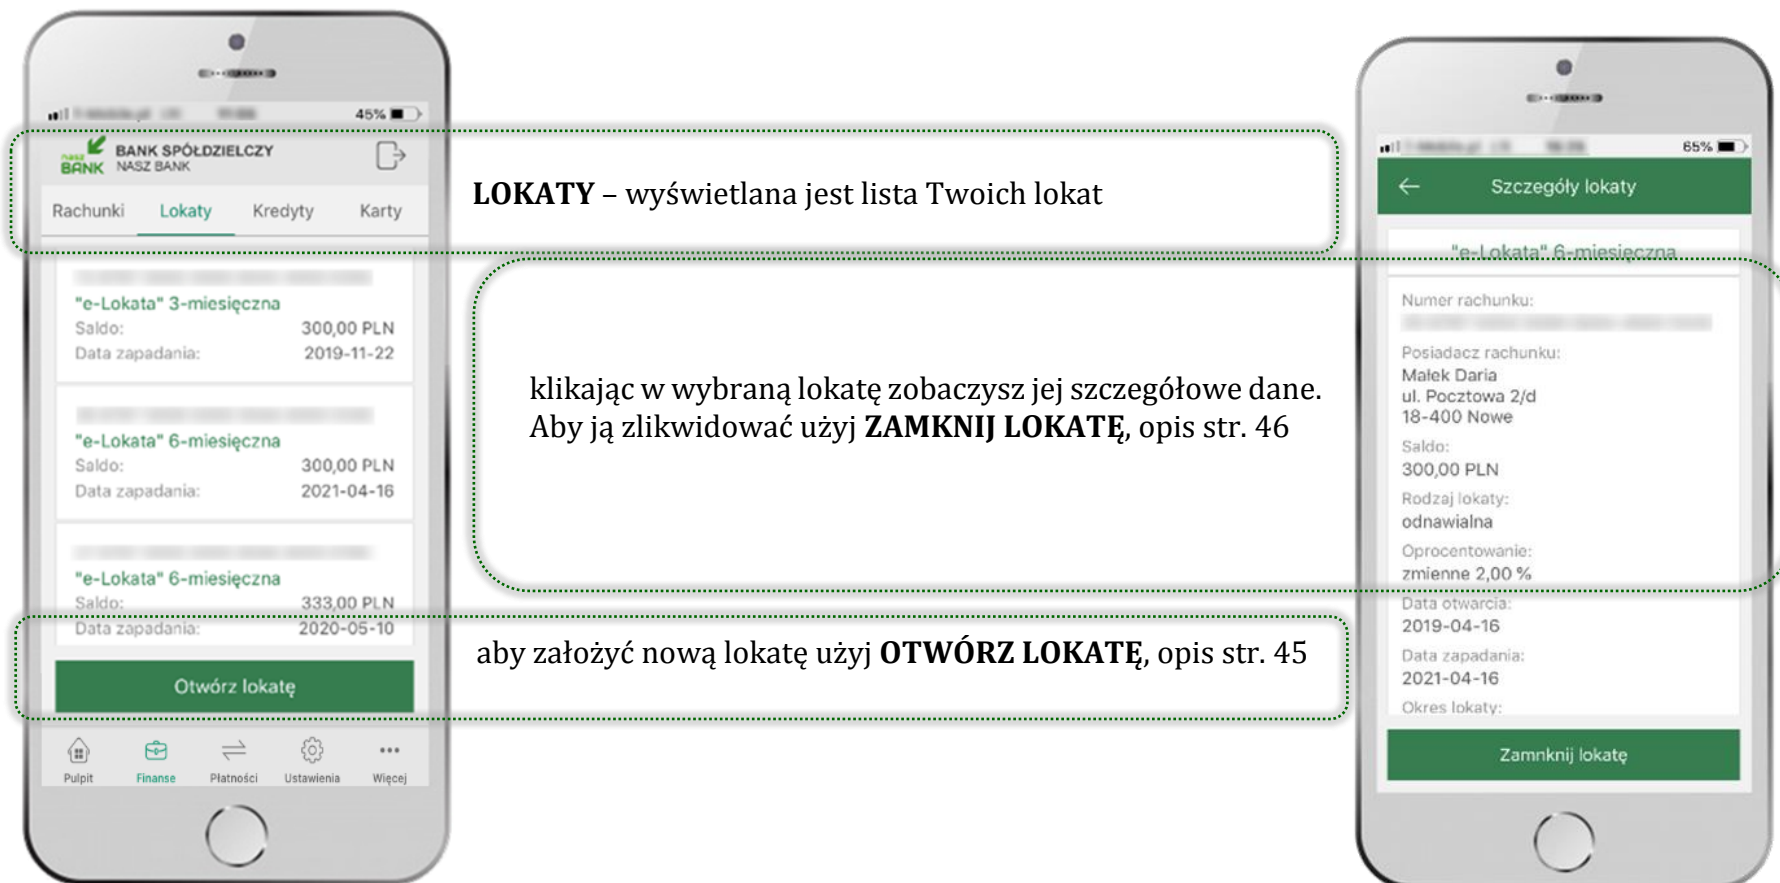 45%
nasz
BANK
BANK SPÓŁDZIELCZY
NASZ BANK
Rachunki Lokaty Kredyty Karty
"e-Lokata" 3-miesięczna
Saldo: 300,00 PLN
Data zapadania: 2019-11-22
"e-Lokata" 6-miesięczna
Saldo: 300,00 PLN
Data zapadania: 2021-04-16
"e-Lokata" 6-miesięczna
Saldo: 333,00 PLN
Data zapadania: 2020-05-10
Otwórz lokatę
Pulpit Finanse Płatności Ustawienia Więcej
LOKATY – wyświetlana jest lista Twoich lokat
klikając w wybraną lokatę zobaczysz jej szczegółowe dane.
Aby ją zlikwidować użyj ZAMKNIJ LOKATĘ, opis str. 46
aby założyć nową lokatę użyj OTWÓRZ LOKATĘ, opis str. 45
65%
Szczegóły lokaty
"e-Lokata" 6-miesięczna
Numer rachunku:
Posiadacz rachunku:
Małek Daria
ul. Pocztowa 2/d
18-400 Nowe
Saldo:
300,00 PLN
Rodzaj lokaty:
odnawialna
Oprocentowanie:
zmienne 2,00 %
Data otwarcia:
2019-04-16
Data zapadania:
2021-04-16
Okres lokaty:
Zamnknij lokatę